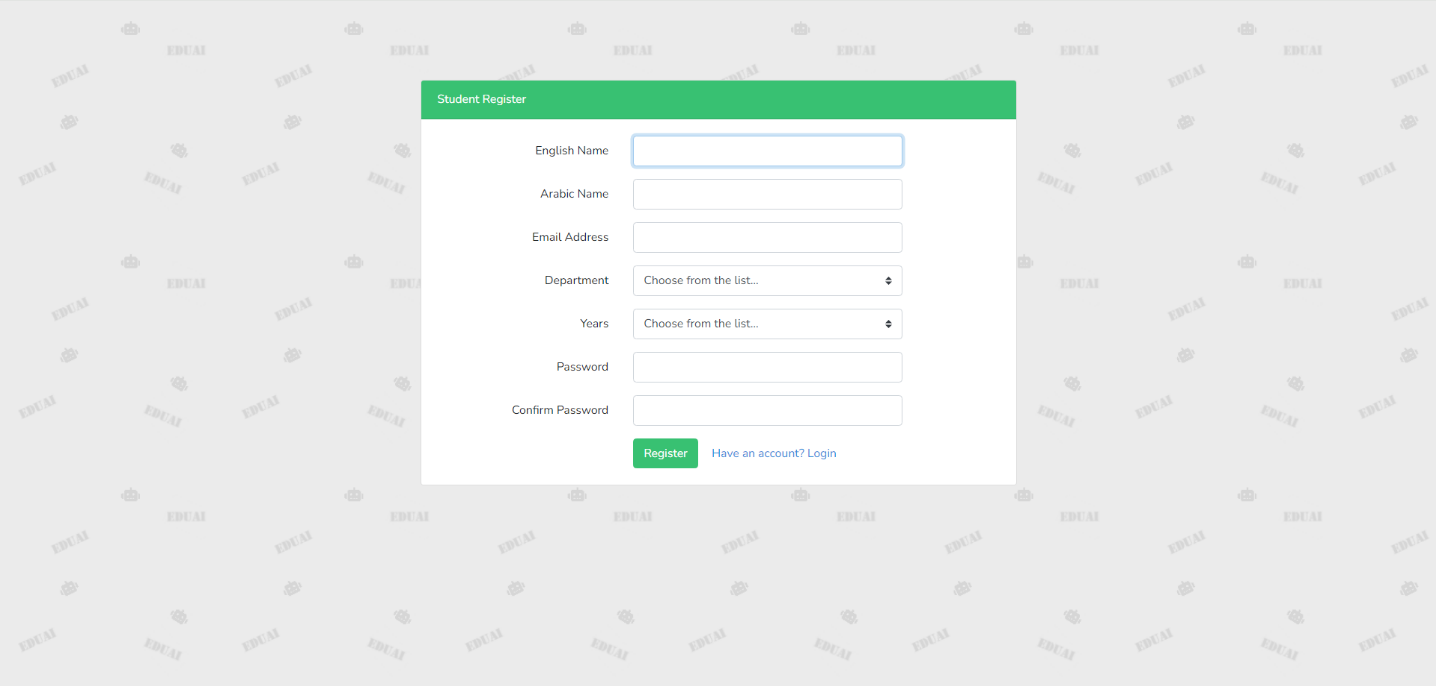 EDUAI
Student Register
English Name
Arabic Name
Email Address
Department Choose from the list...
Years Choose from the list...
Password
Confirm Password
Register Have an account? Login